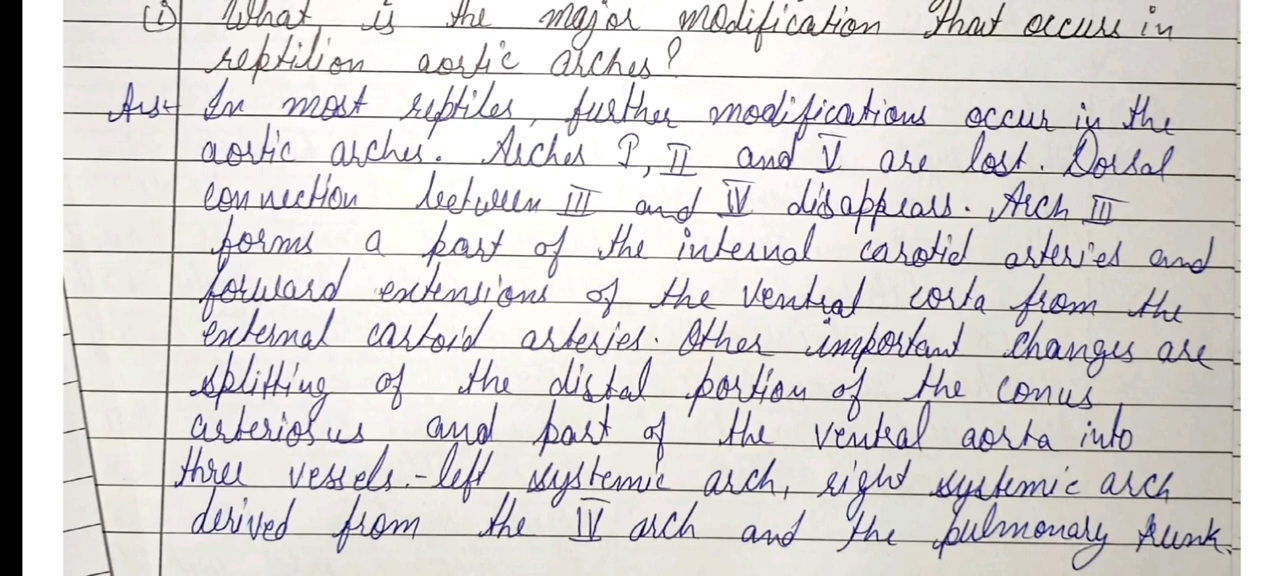 (i) What is the major modification that occurs in
reptilion aortic arches?
Ans- In most reptiles, further modifications occur in the
aortic arches. Arches I, II and V are lost. Dorsal
connection between III and IV disappears. Arch III
forms a part of the internal carotid arteries and
forward extensions of the ventral corta from the
external cartoid arteries. Other important changes are
splitting of the distal portion of the conus
arteriosus and part of the ventral aorta into
three vessels.-left systemic arch, right systemic arch
derived from the IV arch and the pulmonary trunk.